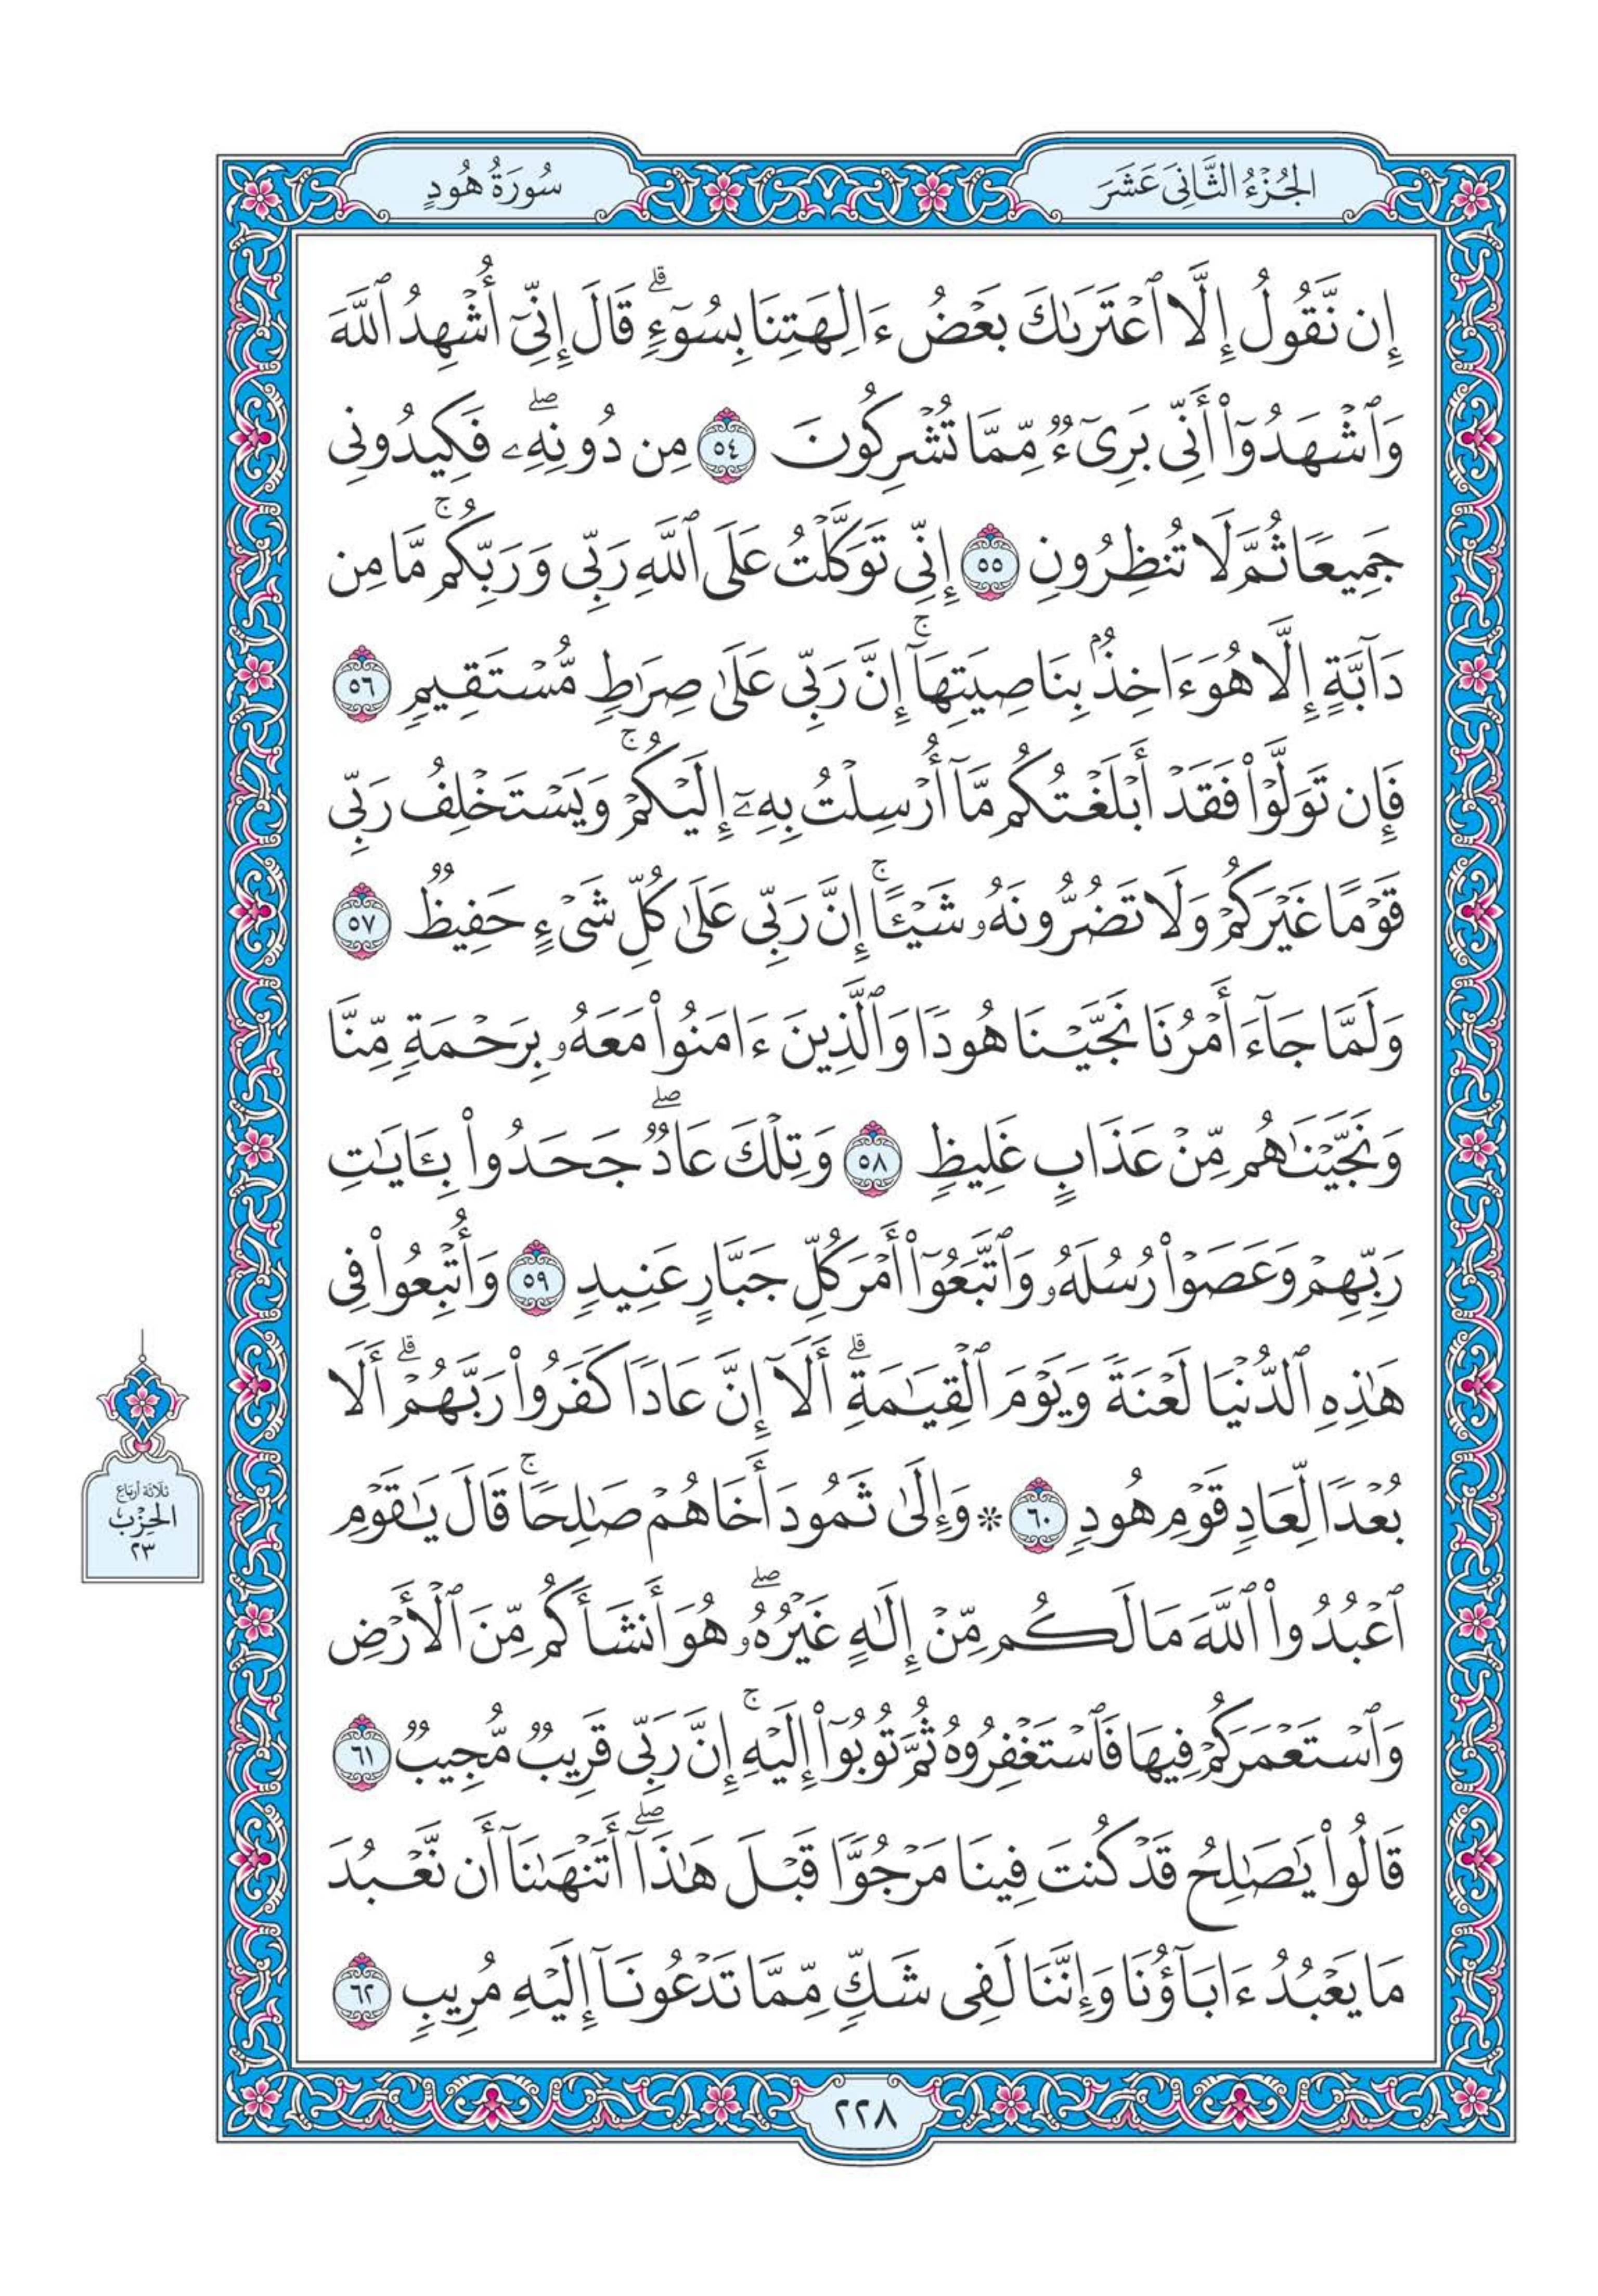 الجُزْءُ الثَّانِيَ عَشَرَ
سُورَةُ هُودٍ
إِن نَّقُولُ إِلَّا ٱعْتَرَىٰكَ بَعْضُ ءَالِهَتِنَا بِسُوٓءٍۗ قَالَ إِنِّىٓ أُشْهِدُ ٱللَّهَ
وَٱشْهَدُوٓا۟ أَنِّى بَرِىٓءٌ مِّمَّا تُشْرِكُونَ ٥٤ مِن دُونِهِۦۖ فَكِيدُونِى
جَمِيعًا ثُمَّ لَا تُنظِرُونِ ٥٥ إِنِّى تَوَكَّلْتُ عَلَى ٱللَّهِ رَبِّى وَرَبِّكُمۚ مَّا مِن
دَآبَّةٍ إِلَّا هُوَ ءَاخِذٌۢ بِنَاصِيَتِهَآۚ إِنَّ رَبِّى عَلَىٰ صِرَٰطٍ مُّسْتَقِيمٍ ٥٦
فَإِن تَوَلَّوْا۟ فَقَدْ أَبْلَغْتُكُم مَّآ أُرْسِلْتُ بِهِۦٓ إِلَيْكُمْۚ وَيَسْتَخْلِفُ رَبِّى
قَوْمًا غَيْرَكُمْ وَلَا تَضُرُّونَهُۥ شَيْـًٔاۚ إِنَّ رَبِّى عَلَىٰ كُلِّ شَىْءٍ حَفِيظٌ ٥٧
وَلَمَّا جَآءَ أَمْرُنَا نَجَّيْنَا هُودًا وَٱلَّذِينَ ءَامَنُوا۟ مَعَهُۥ بِرَحْمَةٍ مِّنَّا
وَنَجَّيْنَٰهُم مِّنْ عَذَابٍ غَلِيظٍ ٥٨ وَتِلْكَ عَادٌۖ جَحَدُوا۟ بِـَٔايَٰتِ
رَبِّهِمْ وَعَصَوْا۟ رُسُلَهُۥ وَٱتَّبَعُوٓا۟ أَمْرَ كُلِّ جَبَّارٍ عَنِيدٍ ٥٩ وَأُتْبِعُوا۟ فِى
هَٰذِهِ ٱلدُّنْيَا لَعْنَةً وَيَوْمَ ٱلْقِيَٰمَةِۗ أَلَآ إِنَّ عَادًا كَفَرُوا۟ رَبَّهُمْۗ أَلَا
بُعْدًا لِّعَادٍ قَوْمِ هُودٍ ٦٠ * وَإِلَىٰ ثَمُودَ أَخَاهُمْ صَٰلِحًاۚ قَالَ يَٰقَوْمِ
ٱعْبُدُوا۟ ٱللَّهَ مَا لَكُم مِّنْ إِلَٰهٍ غَيْرُهُۥۖ هُوَ أَنشَأَكُم مِّنَ ٱلْأَرْضِ
وَٱسْتَعْمَرَكُمْ فِيهَا فَٱسْتَغْفِرُوهُ ثُمَّ تُوبُوٓا۟ إِلَيْهِۚ إِنَّ رَبِّى قَرِيبٌ مُّجِيبٌ ٦١
قَالُوا۟ يَٰصَٰلِحُ قَدْ كُنتَ فِينَا مَرْجُوًّا قَبْلَ هَٰذَآۖ أَتَنْهَىٰنَآ أَن نَّعْبُدَ
مَا يَعْبُدُ ءَابَآؤُنَا وَإِنَّنَا لَفِى شَكٍّ مِّمَّا تَدْعُونَآ إِلَيْهِ مُرِيبٍ ٦٢
ثلاثة أرباع
الحِزْب
٢٣
٢٢٨